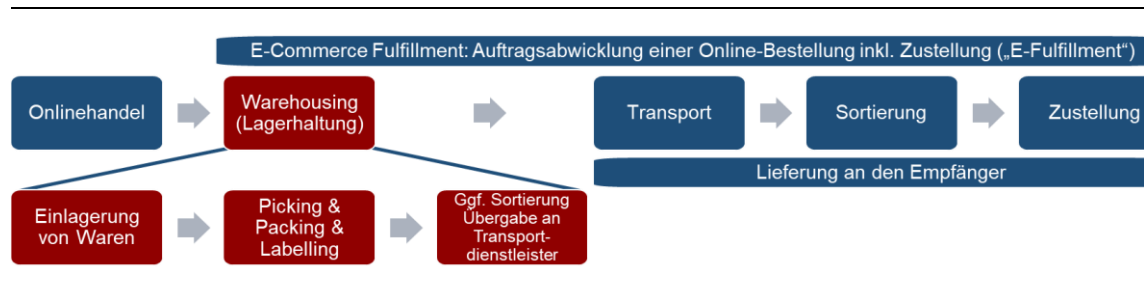 E-Commerce Fulfillment: Auftragsabwicklung einer Online-Bestellung inkl. Zustellung („E-Fulfillment“)
Onlinehandel
Warehousing
(Lagerhaltung)
Transport
Sortierung
Zustellung
Lieferung an den Empfänger
Einlagerung
von Waren
Picking &
Packing &
Labelling
Ggf. Sortierung
Übergabe an
Transport-
dienstleister